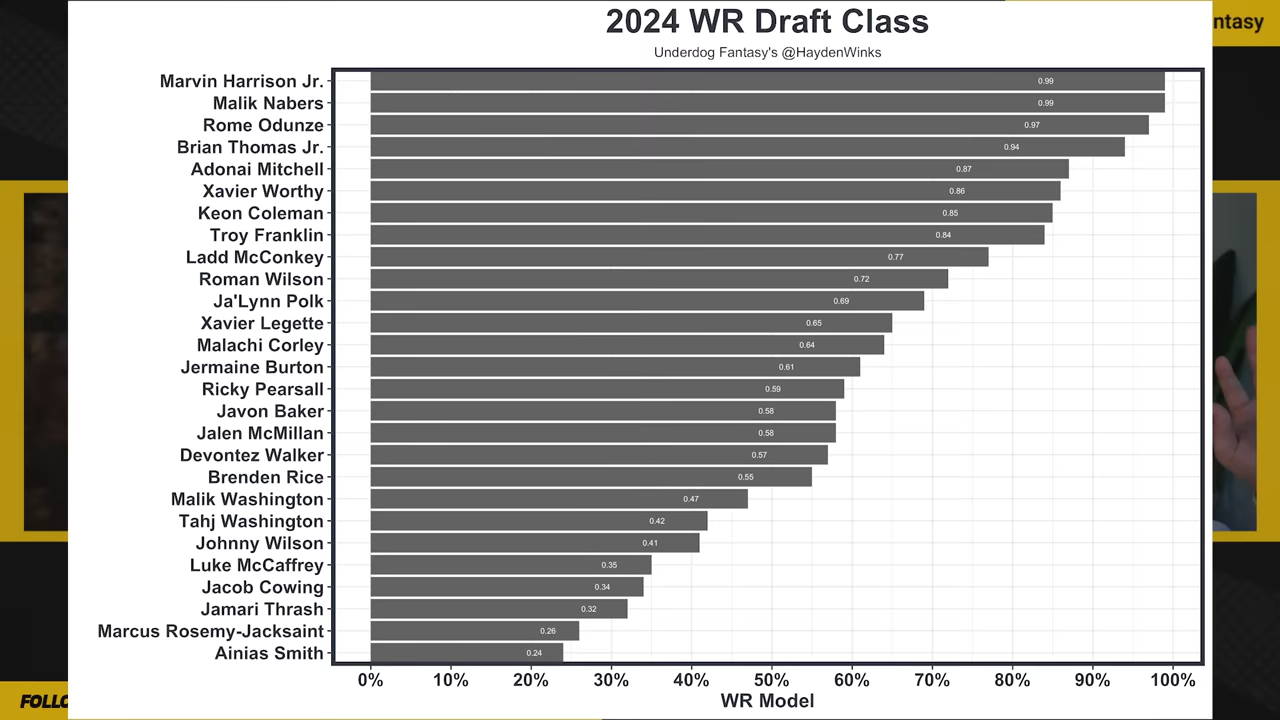 2024 WR Draft Class
Underdog Fantasy's @HaydenWinks
ntasy
Marvin Harrison Jr. 0.99
Malik Nabers 0.99
Rome Odunze 0.97
Brian Thomas Jr. 0.94
Adonai Mitchell 0.87
Xavier Worthy 0.86
Keon Coleman 0.85
Troy Franklin 0.84
Ladd McConkey 0.77
Roman Wilson 0.72
Ja'Lynn Polk 0.69
Xavier Legette 0.65
Malachi Corley 0.64
Jermaine Burton 0.61
Ricky Pearsall 0.59
Javon Baker 0.58
Jalen McMillan 0.58
Devontez Walker 0.57
Brenden Rice 0.55
Malik Washington 0.47
Tahj Washington 0.42
Johnny Wilson 0.41
Luke McCaffrey 0.35
Jacob Cowing 0.34
Jamari Thrash 0.32
Marcus Rosemy-Jacksaint 0.26
Ainias Smith 0.24
0% 10% 20% 30% 40% 50% 60% 70% 80% 90% 100%
WR Model
FOLLO